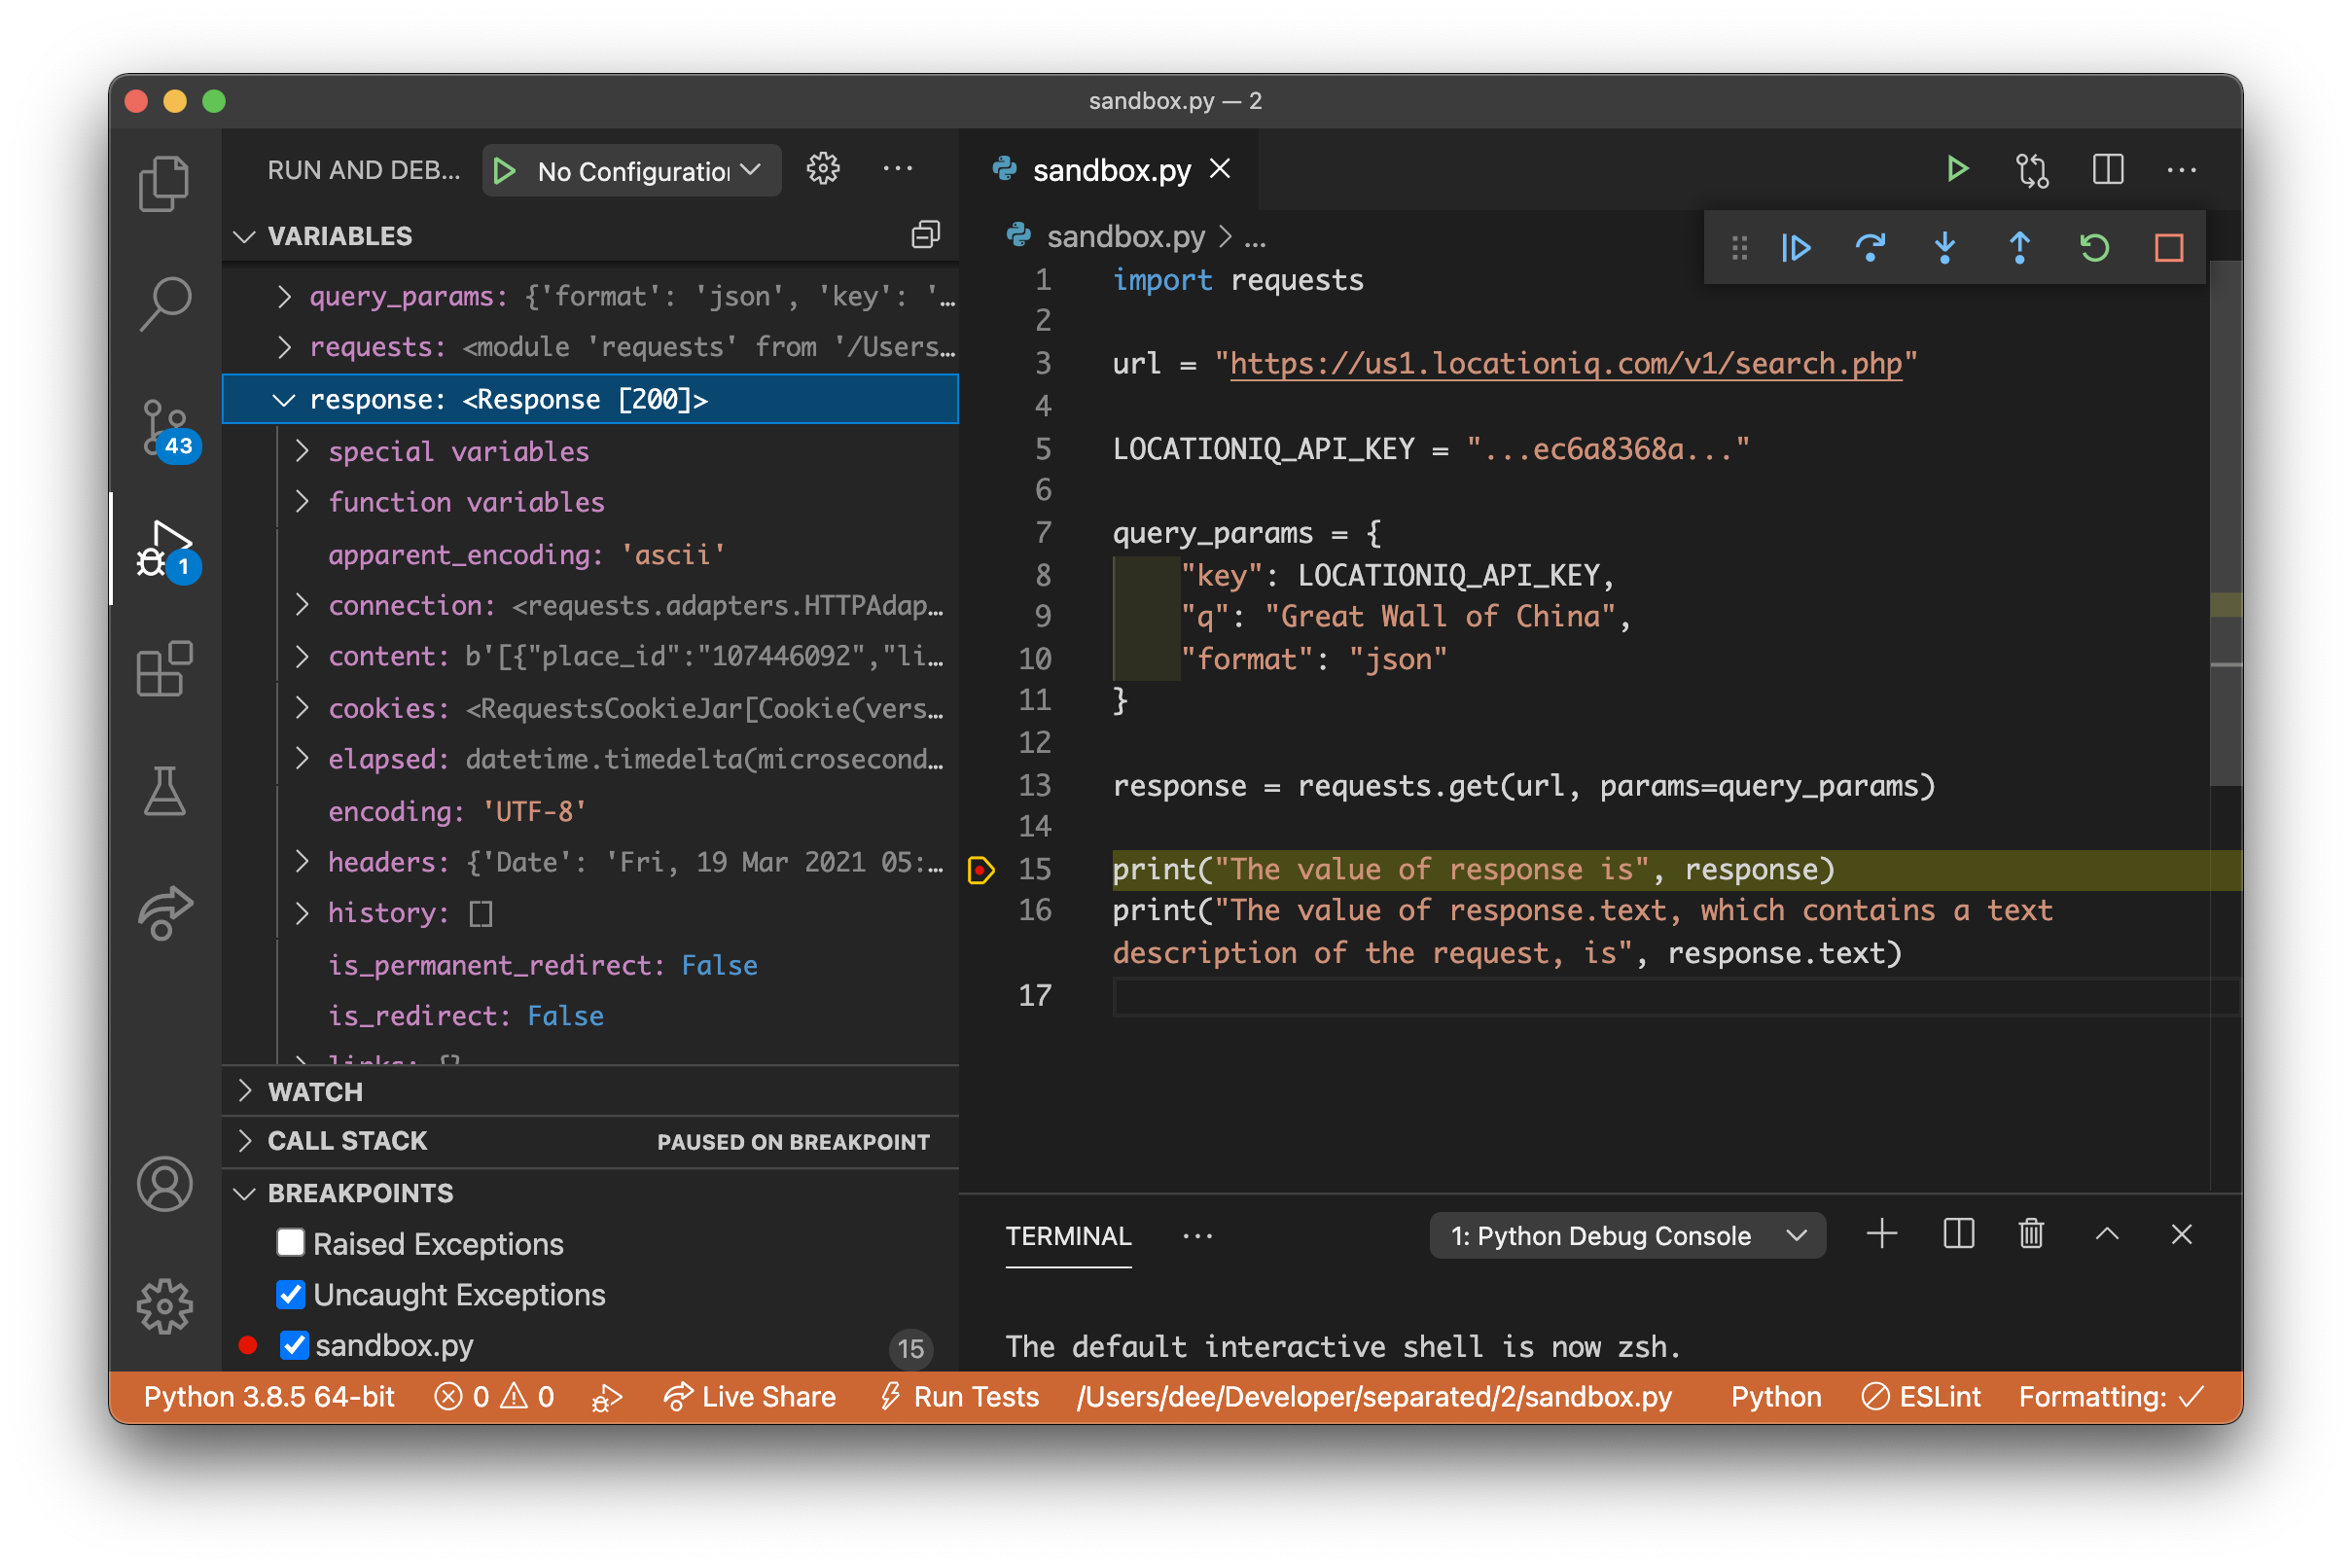 sandbox.py — 2
RUN AND DEB...
No Configuration
VARIABLES
query_params: {'format': 'json', 'key': '...
requests: <module 'requests' from '/Users...
response: <Response [200]>
special variables
function variables
apparent_encoding: 'ascii'
connection: <requests.adapters.HTTPAdap...
content: b'[{"place_id":"107446092","li...
cookies: <RequestsCookieJar[Cookie(vers...
elapsed: datetime.timedelta(microsecond...
encoding: 'UTF-8'
headers: {'Date': 'Fri, 19 Mar 2021 05:...
history: []
is_permanent_redirect: False
is_redirect: False
links: {}
WATCH
CALL STACK PAUSED ON BREAKPOINT
BREAKPOINTS
Raised Exceptions
Uncaught Exceptions
sandbox.py 15
43
1
sandbox.py
sandbox.py > ...
1 import requests
2
3 url = "https://us1.locationiq.com/v1/search.php"
4
5 LOCATIONIQ_API_KEY = "...ec6a8368a..."
6
7 query_params = {
8 "key": LOCATIONIQ_API_KEY,
9 "q": "Great Wall of China",
10 "format": "json"
11 }
12
13 response = requests.get(url, params=query_params)
14
15 print("The value of response is", response)
16 print("The value of response.text, which contains a text
description of the request, is", response.text)
17
TERMINAL ... 1: Python Debug Console
The default interactive shell is now zsh.
Python 3.8.5 64-bit 0 0 Live Share Run Tests /Users/dee/Developer/separated/2/sandbox.py Python ESLint Formatting: ✓